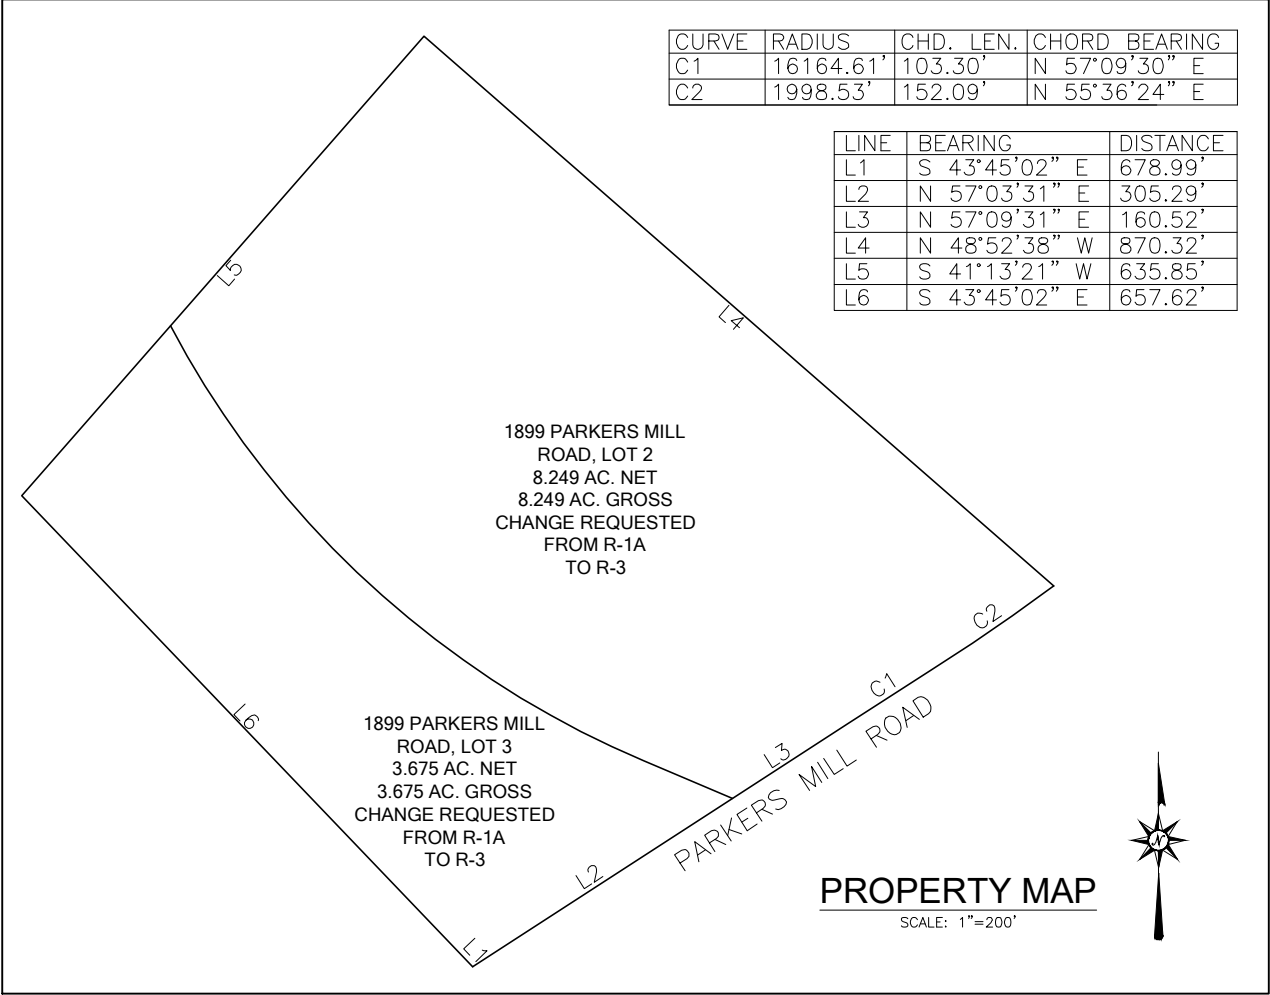 CURVE RADIUS CHD. LEN. CHORD BEARING
C1 16164.61' 103.30' N 57°09'30" E
C2 1998.53' 152.09' N 55°36'24" E
LINE BEARING DISTANCE
L1 S 43°45'02" E 678.99'
L2 N 57°03'31" E 305.29'
L3 N 57°09'31" E 160.52'
L4 N 48°52'38" W 870.32'
L5 S 41°13'21" W 635.85'
L6 S 43°45'02" E 657.62'
L5
L4
1899 PARKERS MILL
ROAD, LOT 2
8.249 AC. NET
8.249 AC. GROSS
CHANGE REQUESTED
FROM R-1A
TO R-3
C2
C1
L6
1899 PARKERS MILL
ROAD, LOT 3
3.675 AC. NET
3.675 AC. GROSS
CHANGE REQUESTED
FROM R-1A
TO R-3
L3
PARKERS MILL ROAD
L2
L1
N
PROPERTY MAP
SCALE: 1"=200'